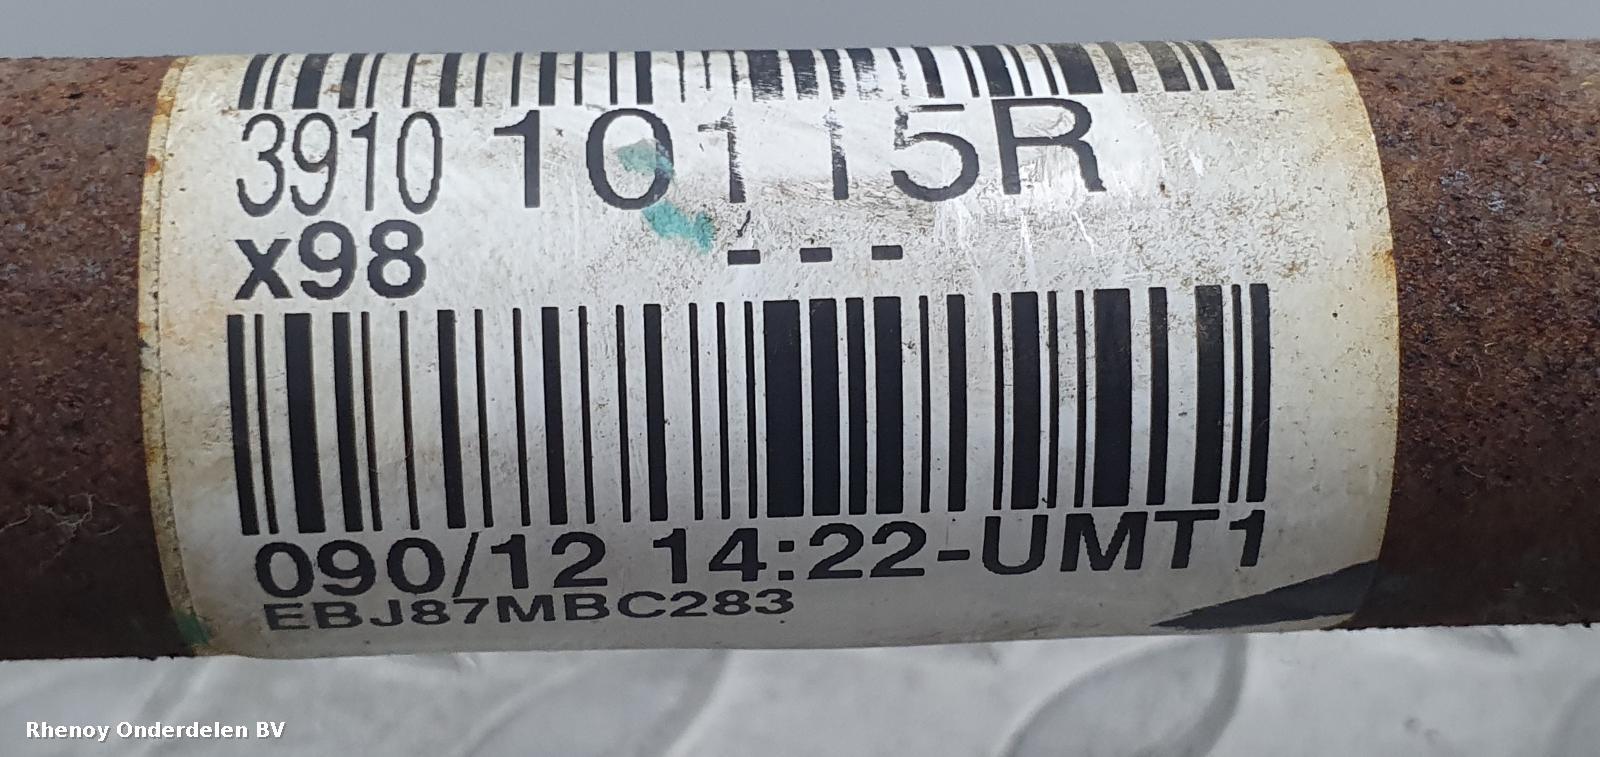 3910 10115R
x98 ---
090/12 14:22-UMT1
EBJ87MBC283
Rhenoy Onderdelen BV